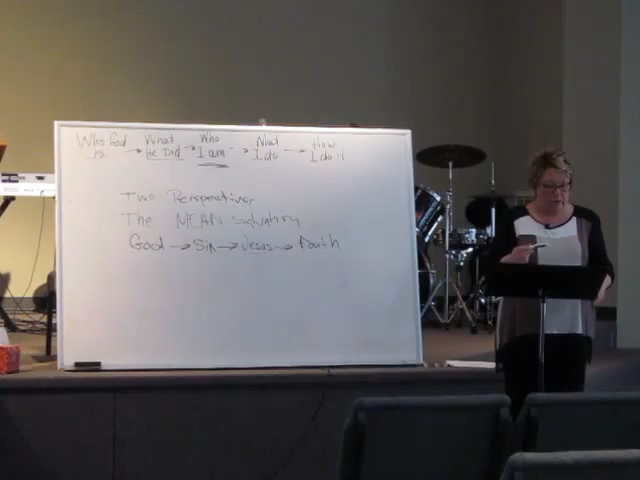 Who God is → What He Did → Who I am → What I do → How I do it
Two Perspectives
The MEAN Salvation
God → Sin → Jesus → Faith